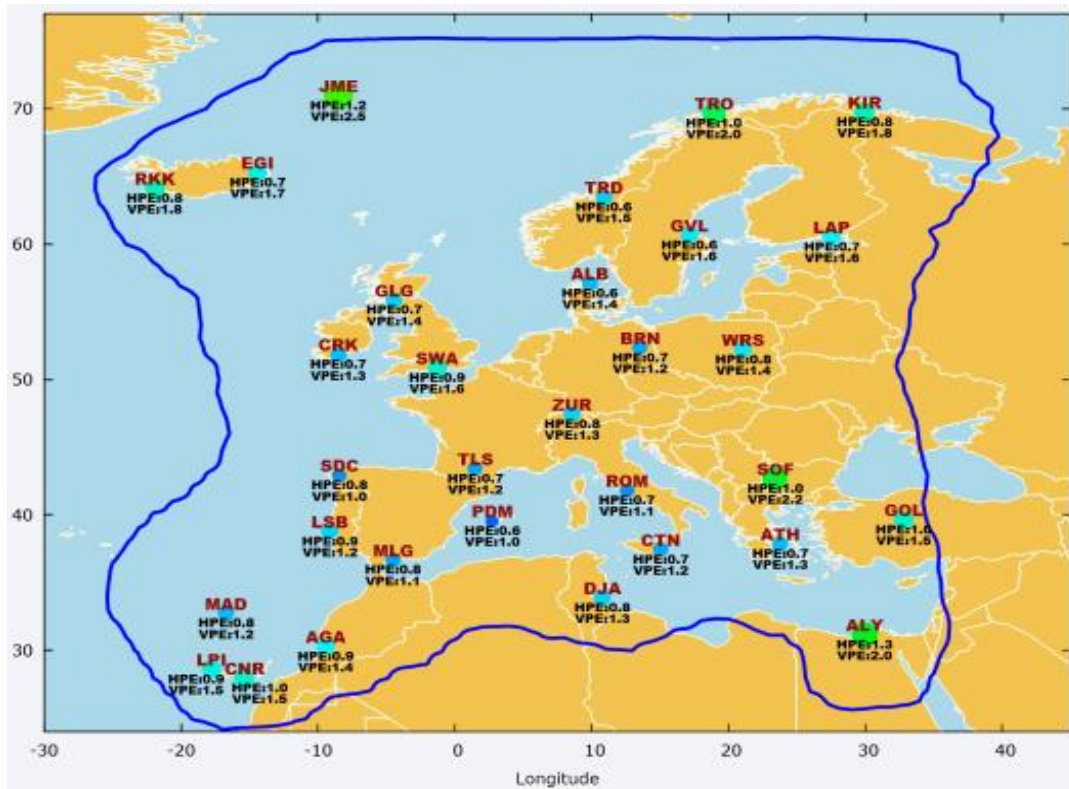 JME
HPE:1.2
VPE:2.5
TRO
HPE:1.0
VPE:2.0
KIR
HPE:0.8
VPE:1.8
70
EGI
HPE:0.7
VPE:1.7
RKK
HPE:0.8
VPE:1.8
TRD
HPE:0.6
VPE:1.5
GVL
HPE:0.6
VPE:1.6
LAP
HPE:0.7
VPE:1.6
60
ALB
HPE:0.6
VPE:1.4
GLG
HPE:0.7
VPE:1.4
CRK
HPE:0.7
VPE:1.3
SWA
HPE:0.9
VPE:1.6
BRN
HPE:0.7
VPE:1.2
WRS
HPE:0.8
VPE:1.4
50
ZUR
HPE:0.8
VPE:1.3
SDC
HPE:0.8
VPE:1.0
TLS
HPE:0.7
VPE:1.2
ROM
HPE:0.7
VPE:1.1
SOF
HPE:1.0
VPE:2.2
GOL
HPE:1.0
VPE:1.5
40
LSB
HPE:0.9
VPE:1.2
PDM
HPE:0.6
VPE:1.0
MLG
HPE:0.8
VPE:1.1
CTN
HPE:0.7
VPE:1.2
ATH
HPE:0.7
VPE:1.3
DJA
HPE:0.8
VPE:1.3
MAD
HPE:0.8
VPE:1.2
AGA
HPE:0.9
VPE:1.4
ALY
HPE:1.3
VPE:2.0
30
LPI
HPE:0.9
VPE:1.5
CNR
HPE:1.0
VPE:1.5
-30 -20 -10 0 10 20 30 40
Longitude